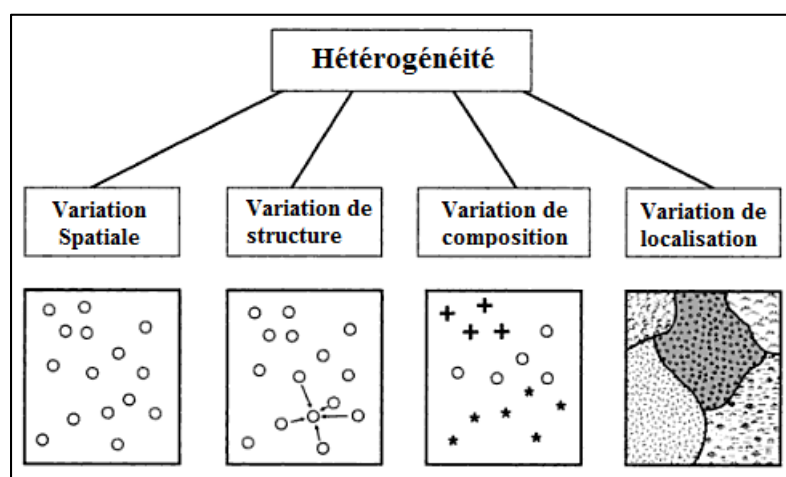 Hétérogénéité
Variation
Spatiale
Variation de
structure
Variation de
composition
Variation de
localisation